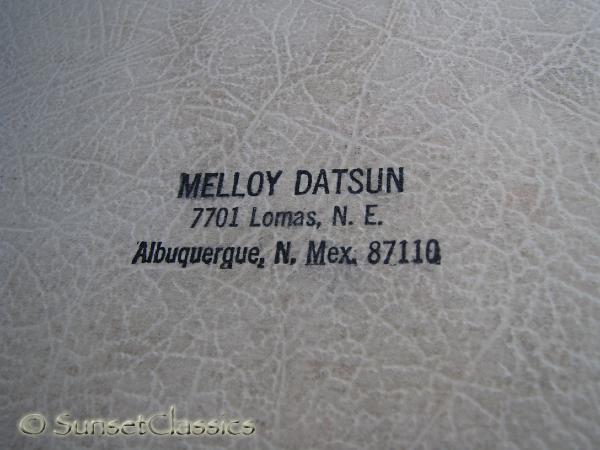 MELLOY DATSUN
7701 Lomas, N. E.
Albuquerque, N. Mex. 87110
© SunsetClassics